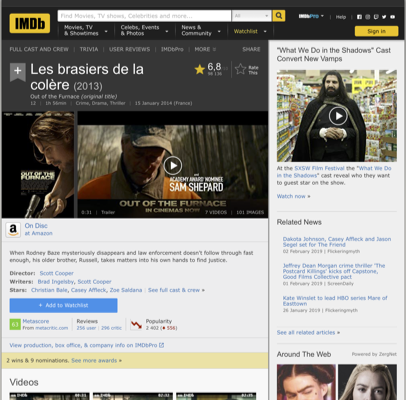 IMDb
Find Movies, TV shows, Celebrities and more...
All
IMDbPro
Help
Movies, TV & Showtimes
Celebs, Events & Photos
News & Community
Watchlist
Sign in
FULL CAST AND CREW | TRIVIA | USER REVIEWS | IMDbPro | MORE
SHARE
Les brasiers de la colère (2013)
Out of the Furnace (original title)
12 | 1h 56min | Crime, Drama, Thriller | 15 January 2014 (France)
6,8
Rate This
OUT OF THE FURNACE
ACADEMY AWARD NOMINEE
SAM SHEPARD
OUT OF THE FURNACE
IN CINEMAS NOW
0:31 | Trailer
7 VIDEOS | 101 IMAGES
On Disc
at Amazon
When Rodney Baze mysteriously disappears and law enforcement doesn't follow through fast
enough, his older brother, Russell, takes matters into his own hands to find justice.
Director: Scott Cooper
Writers: Brad Ingelsby, Scott Cooper
Stars: Christian Bale, Casey Affleck, Zoe Saldana | See full cast & crew »
+ Add to Watchlist
63
Metascore
From metacritic.com
Reviews
256 user | 296 critic
Popularity
2 402 (556)
View production, box office, & company info on IMDbPro
2 wins & 9 nominations. See more awards »
Videos
"What We Do in the Shadows" Cast
Convert New Vamps
At the SXSW Film Festival the "What We
Do in the Shadows" cast reveal who they
want to guest star on the show.
Watch now »
Related News
Dakota Johnson, Casey Affleck and Jason
Segel set for The Friend
02 February 2019 | Flickeringmyth
Jeffrey Dean Morgan crime thriller 'The
Postcard Killings' kicks off Capstone,
Good Films Collective pact
01 February 2019 | ScreenDaily
Kate Winslet to lead HBO series Mare of
Easttown
26 January 2019 | Flickeringmyth
See all related articles »
Around The Web
Powered by ZergNet